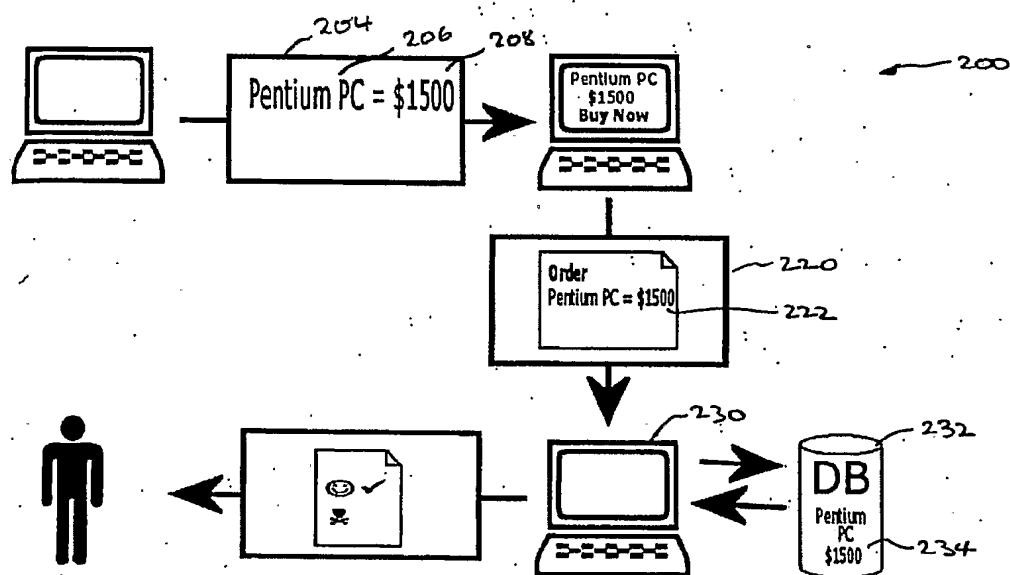 204
206
208
200
Pentium PC = $1500
Pentium PC
$1500
Buy Now
220
Order
Pentium PC = $1500
222
230
232
DB
Pentium
PC
$1500
234